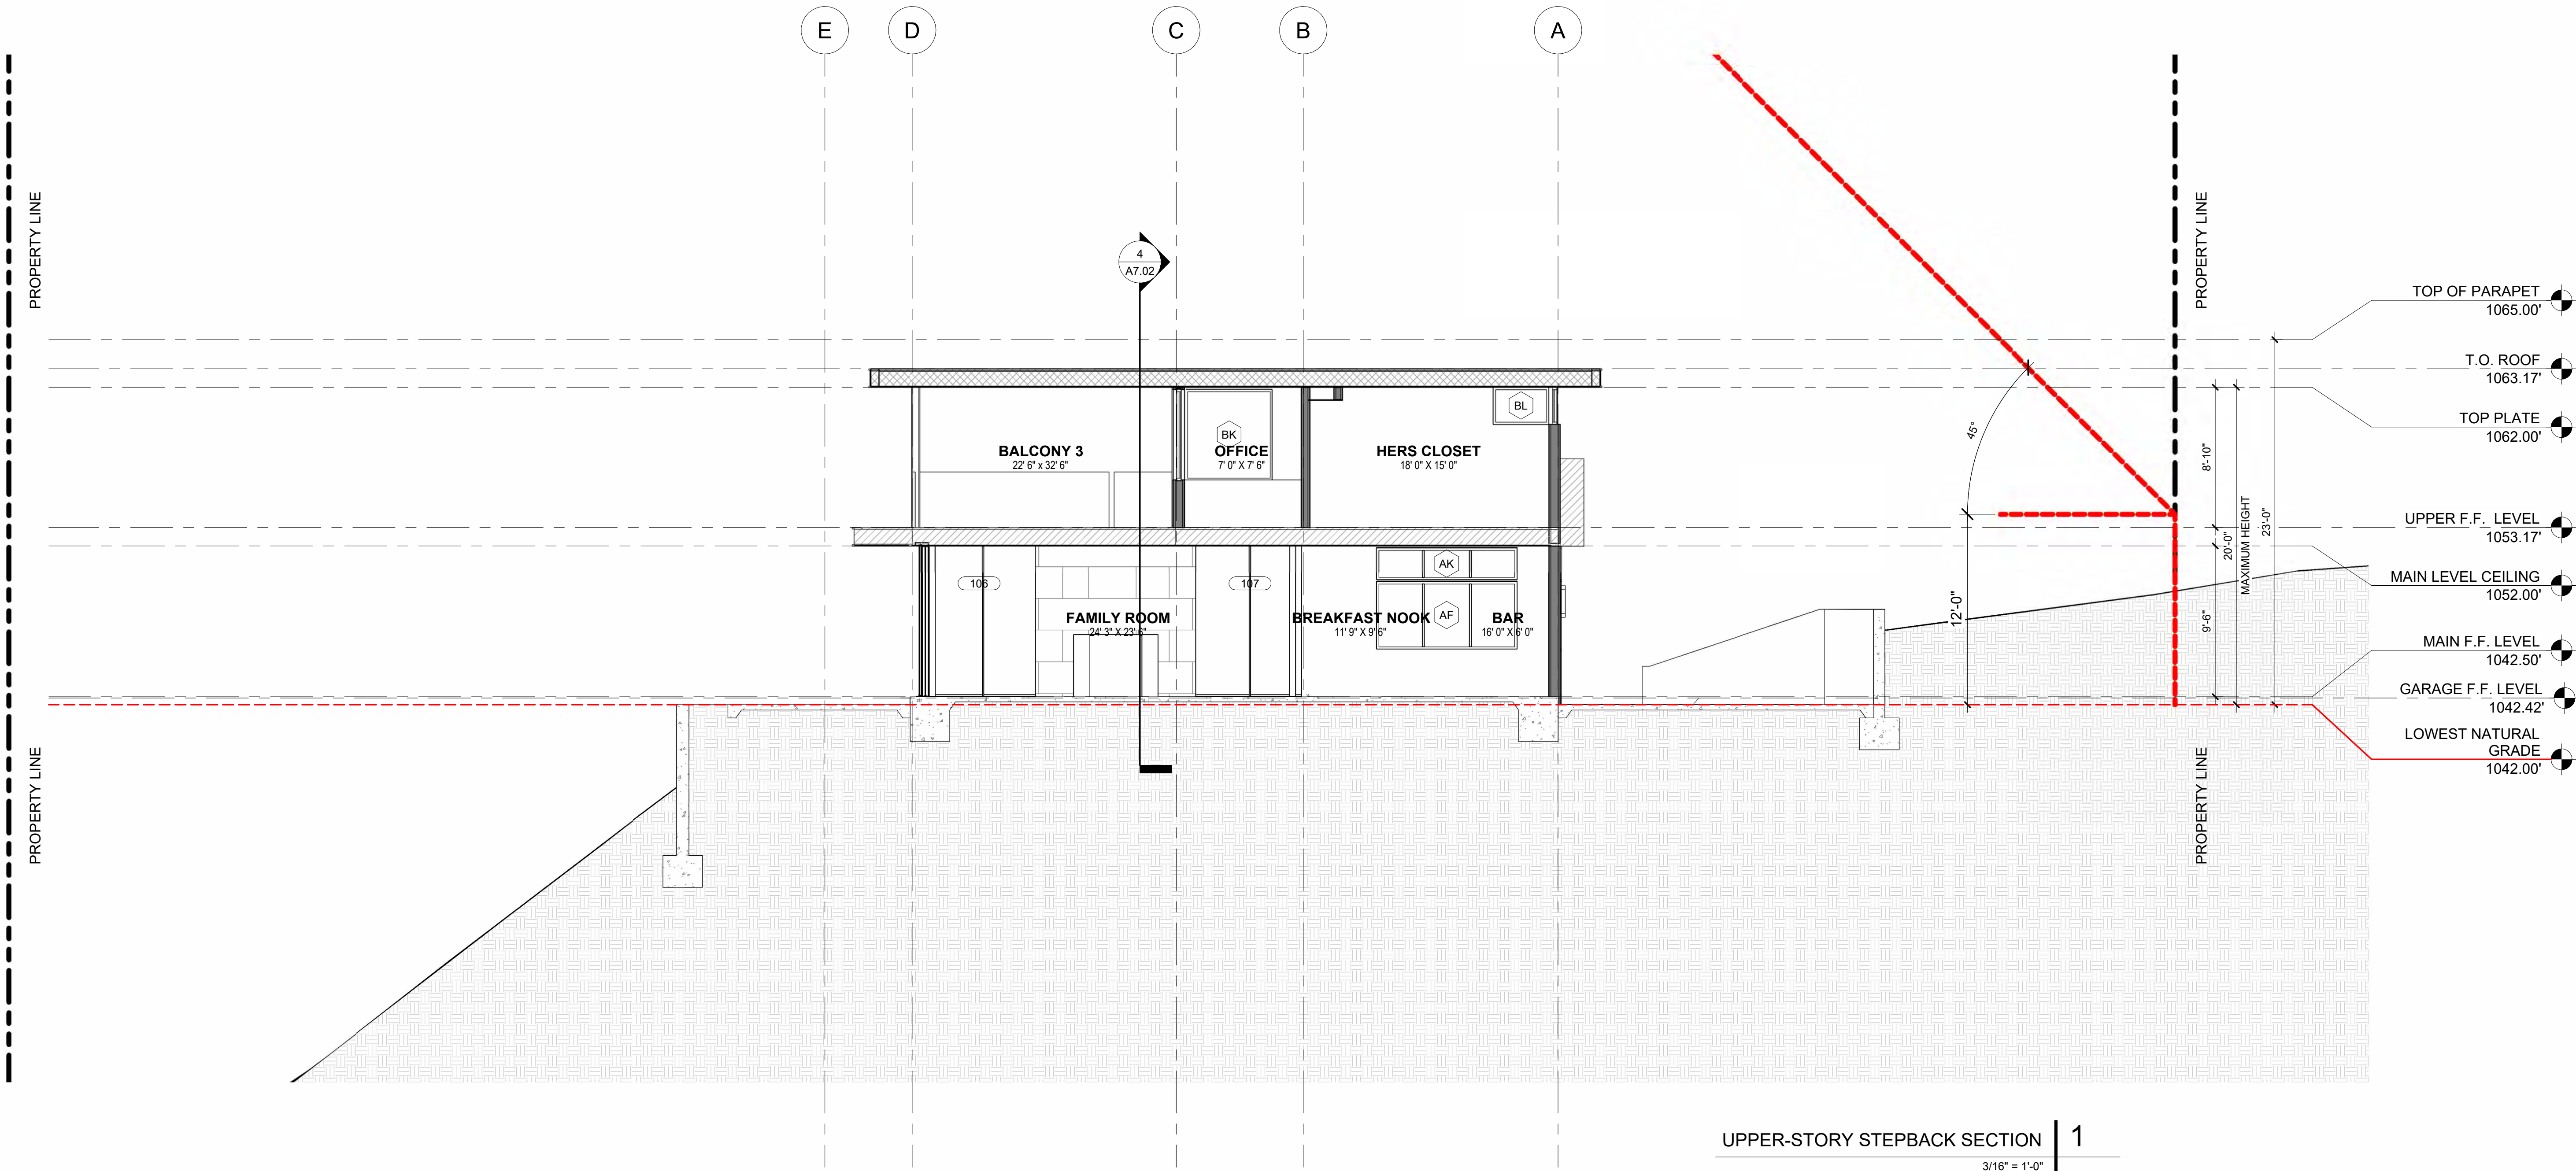 E
D
C
B
A
PROPERTY LINE
PROPERTY LINE
4
A7.02
TOP OF PARAPET
1065.00'
T.O. ROOF
1063.17'
TOP PLATE
1062.00'
BL
BK
BALCONY 3
22' 6" x 32' 6"
OFFICE
7' 0" X 7' 6"
HERS CLOSET
18' 0" X 15' 0"
45°
8'-10"
UPPER F.F. LEVEL
1053.17'
MAXIMUM HEIGHT
20'-0"
23'-0"
MAIN LEVEL CEILING
1052.00'
106
107
AK
AF
FAMILY ROOM
24' 3" X 23' 6"
BREAKFAST NOOK
11' 9" X 9' 6"
BAR
16' 0" X 6' 0"
12'-0"
9'-6"
MAIN F.F. LEVEL
1042.50'
GARAGE F.F. LEVEL
1042.42'
LOWEST NATURAL
GRADE
1042.00'
PROPERTY LINE
PROPERTY LINE
UPPER-STORY STEPBACK SECTION
1
3/16" = 1'-0"